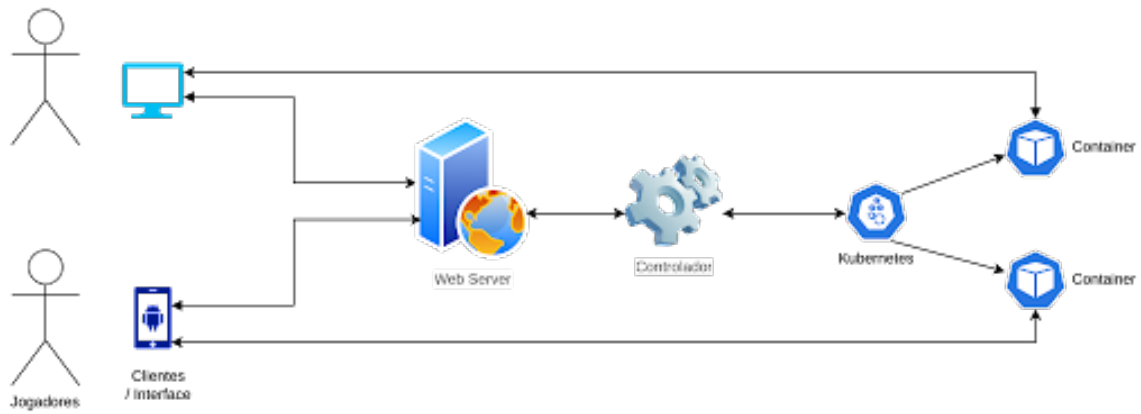 Container
Web Server
Controlador
Kubernetes
Container
Clientes
/ Interface
Jogadores